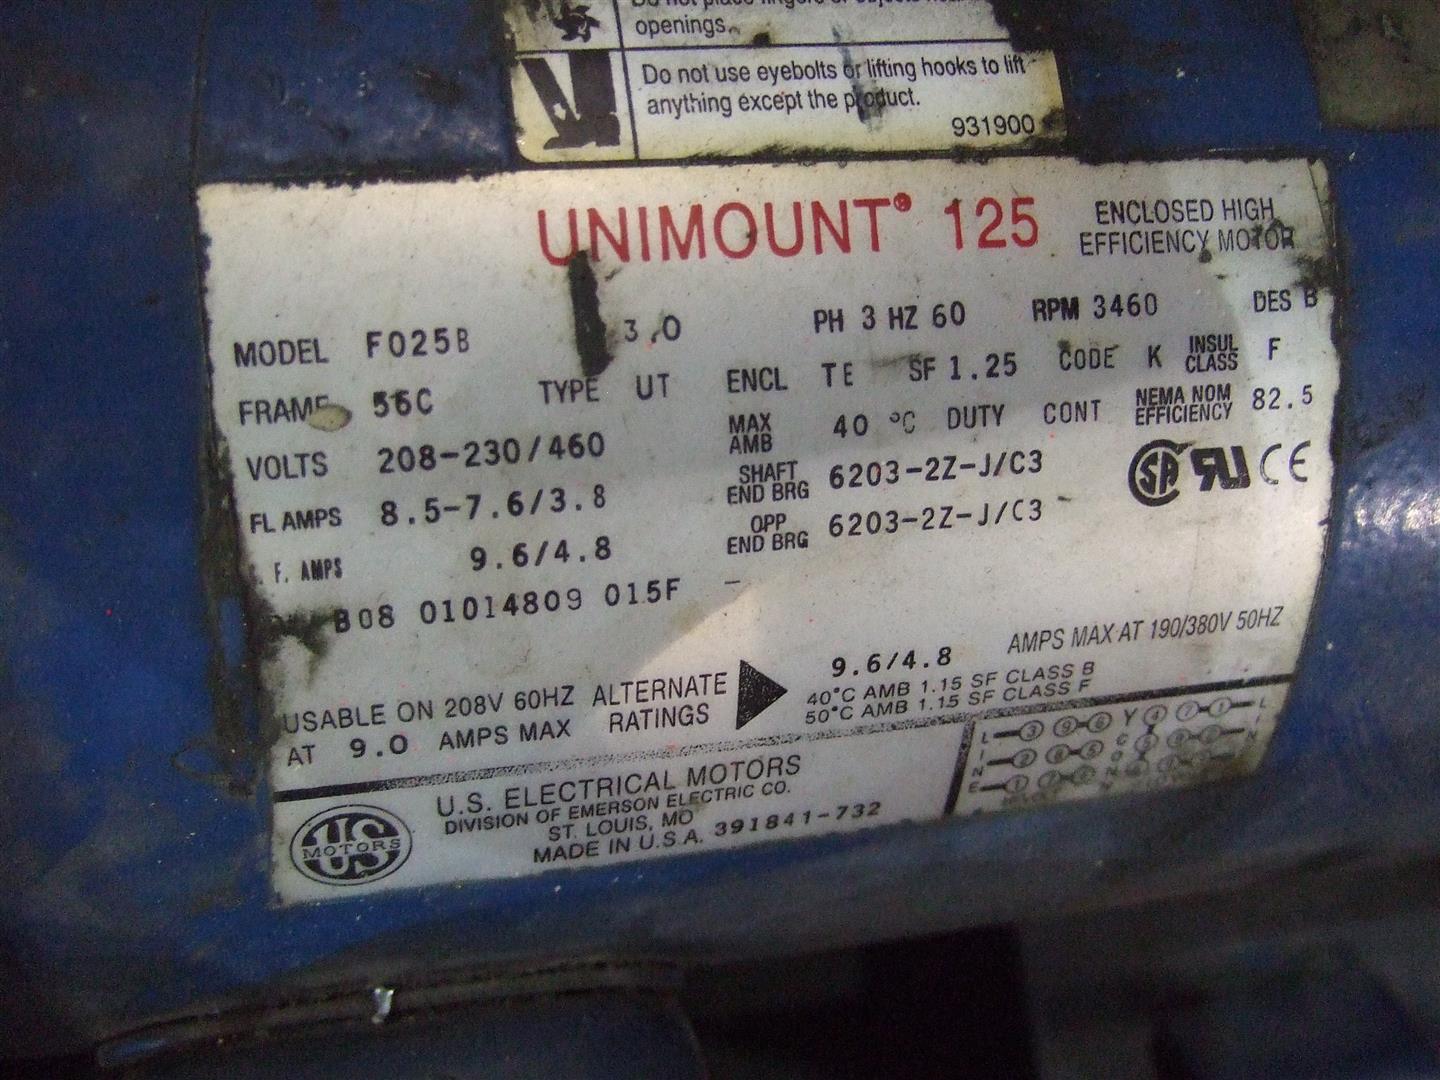 openings.
Do not use eyebolts or lifting hooks to lift
anything except the product.
931900
UNIMOUNT® 125 ENCLOSED HIGH EFFICIENCY MOTOR
MODEL F025B 3.0 PH 3 HZ 60 RPM 3460 DES B
FRAME 56C TYPE UT ENCL TE SF 1.25 CODE K INSUL CLASS F
VOLTS 208-230/460 MAX AMB 40 °C DUTY CONT NEMA NOM EFFICIENCY 82.5
FL AMPS 8.5-7.6/3.8 SHAFT END BRG 6203-2Z-J/C3
F. AMPS 9.6/4.8 OPP END BRG 6203-2Z-J/C3
B08 01014809 015F -
USABLE ON 208V 60HZ
AT 9.0 AMPS MAX
ALTERNATE
RATINGS
9.6/4.8 AMPS MAX AT 190/380V 50HZ
40°C AMB 1.15 SF CLASS B
50°C AMB 1.15 SF CLASS F
US
MOTORS
U.S. ELECTRICAL MOTORS
DIVISION OF EMERSON ELECTRIC CO.
ST. LOUIS, MO
MADE IN U.S.A. 391841-732